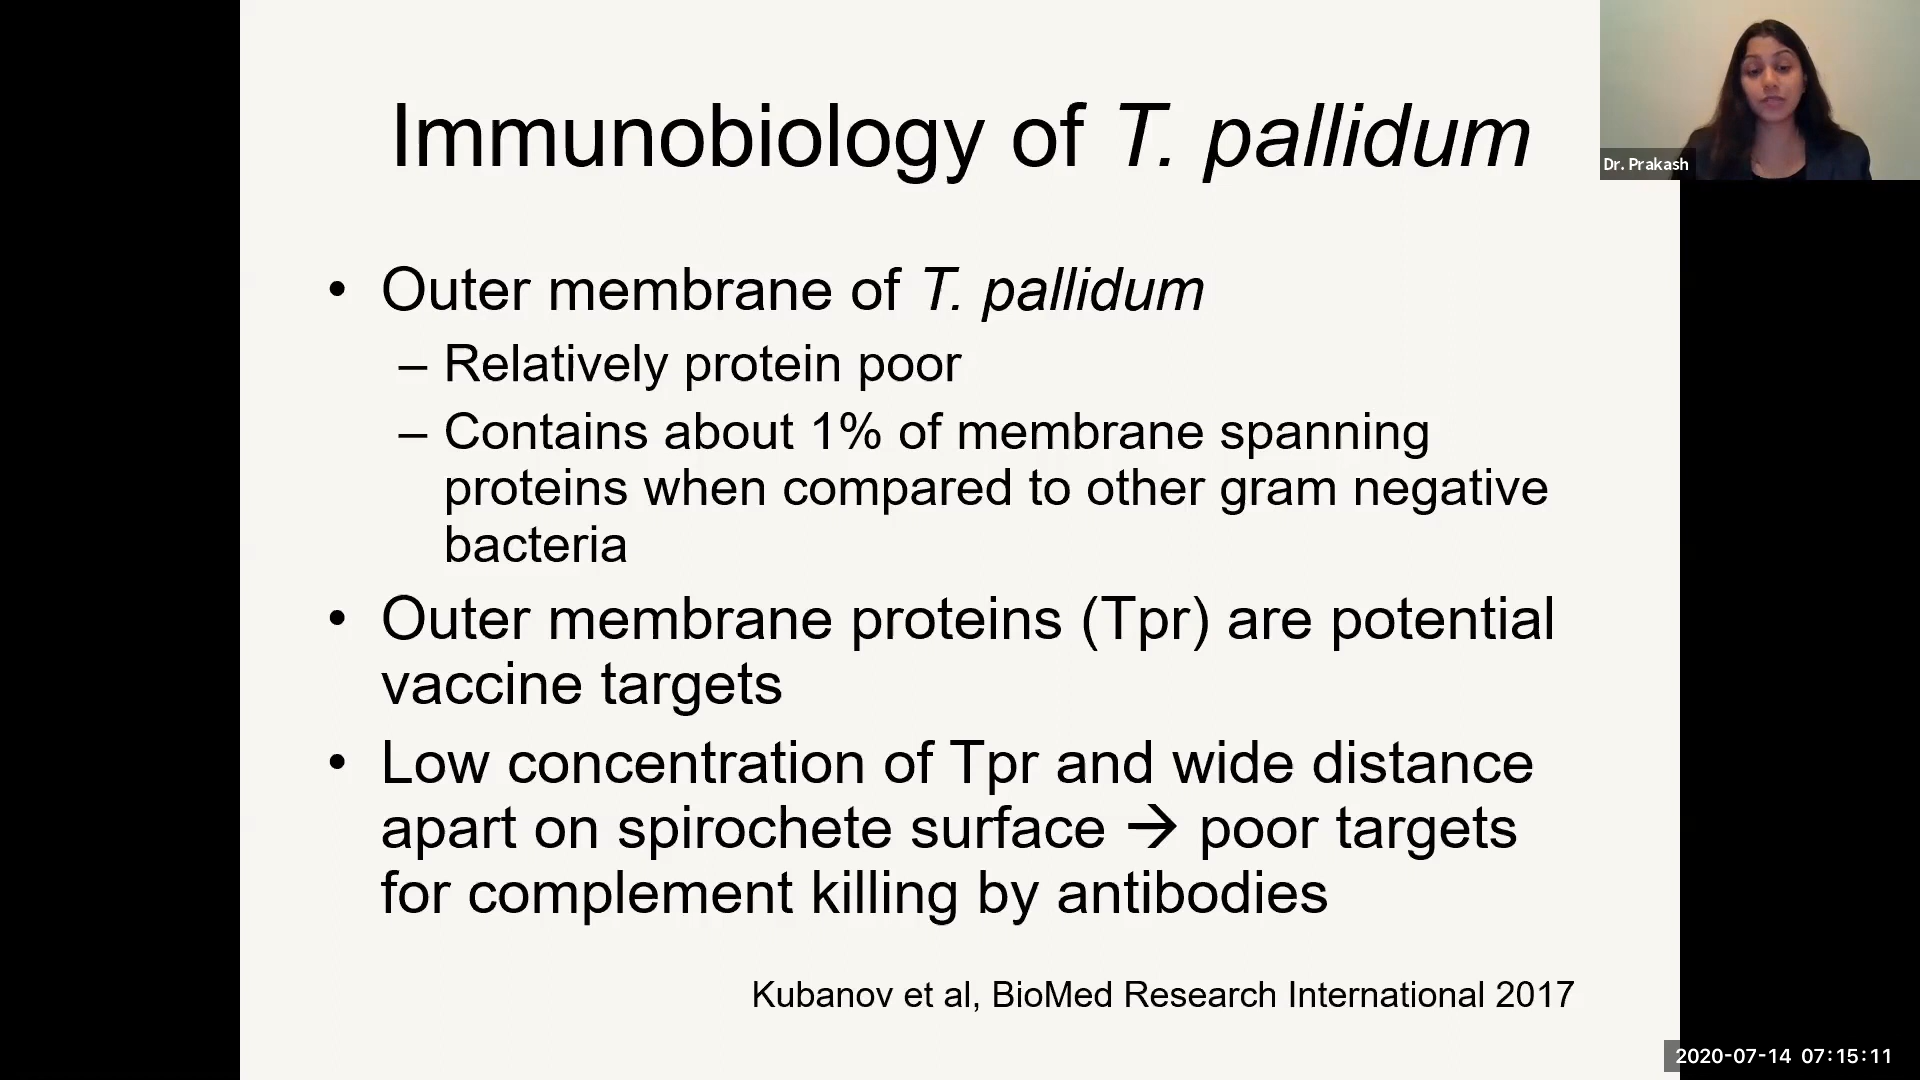 Immunobiology of T. pallidum
Dr. Prakash
• Outer membrane of T. pallidum
– Relatively protein poor
– Contains about 1% of membrane spanning
proteins when compared to other gram negative
bacteria
• Outer membrane proteins (Tpr) are potential
vaccine targets
• Low concentration of Tpr and wide distance
apart on spirochete surface → poor targets
for complement killing by antibodies
Kubanov et al, BioMed Research International 2017
2020-07-14 07:15:11